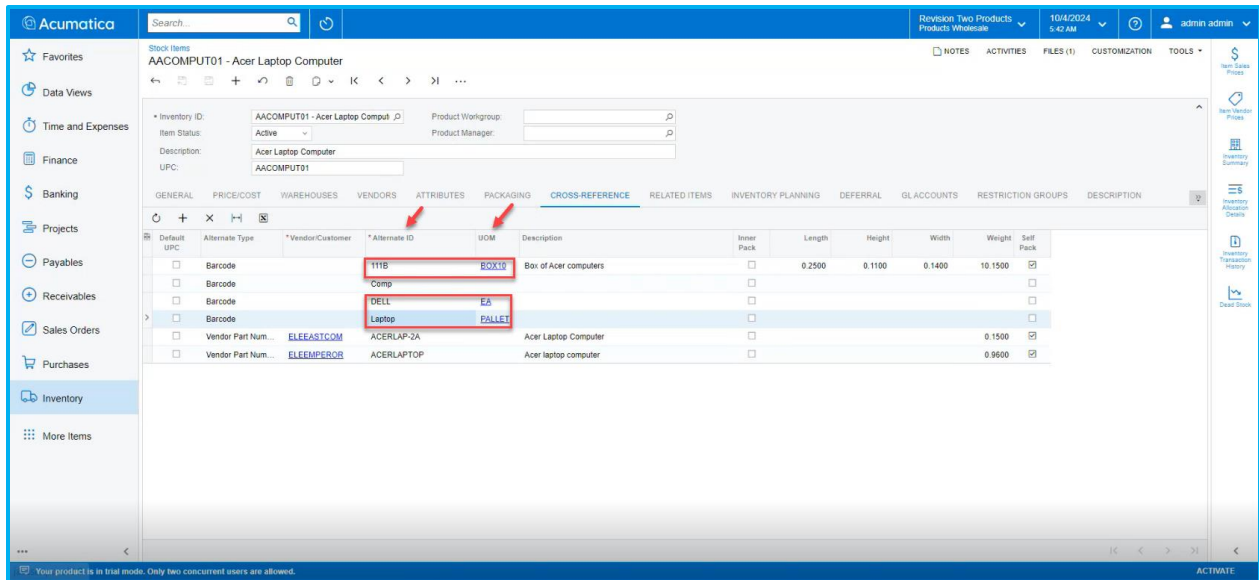 Acumatica Search... Revision Two Products 10/4/2024 admin admin
Products Wholesale 5:42 AM
Favorites
Data Views
Time and Expenses
Finance
Banking
Projects
Payables
Receivables
Sales Orders
Purchases
Inventory
More Items
Stock Items
AACOMPUT01 - Acer Laptop Computer
NOTES ACTIVITIES FILES (1) CUSTOMIZATION TOOLS
Inventory ID: AACOMPUT01 - Acer Laptop Comput Product Workgroup:
Item Status: Active Product Manager:
Description: Acer Laptop Computer
UPC: AACOMPUT01
GENERAL PRICE/COST WAREHOUSES VENDORS ATTRIBUTES PACKAGING CROSS-REFERENCE RELATED ITEMS INVENTORY PLANNING DEFERRAL GL ACCOUNTS RESTRICTION GROUPS DESCRIPTION
Default UPC Alternate Type * Vendor/Customer * Alternate ID UOM Description Inner Pack Length Height Width Weight Self Pack
Barcode 111B BOX10 Box of Acer computers 0.2500 0.1100 0.1400 10.1500
Barcode Comp
Barcode DELL EA
Barcode Laptop PALLET
Vendor Part Num... ELEEASTCOM ACERLAP-2A Acer Laptop Computer 0.1500
Vendor Part Num... ELEEMPEROR ACERLAPTOP Acer laptop computer 0.9600
Item Sales Prices
Item Vendor Prices
Inventory Summary
Inventory Allocation Details
Inventory Transaction History
Dead Stock
Your product is in trial mode. Only two concurrent users are allowed. ACTIVATE